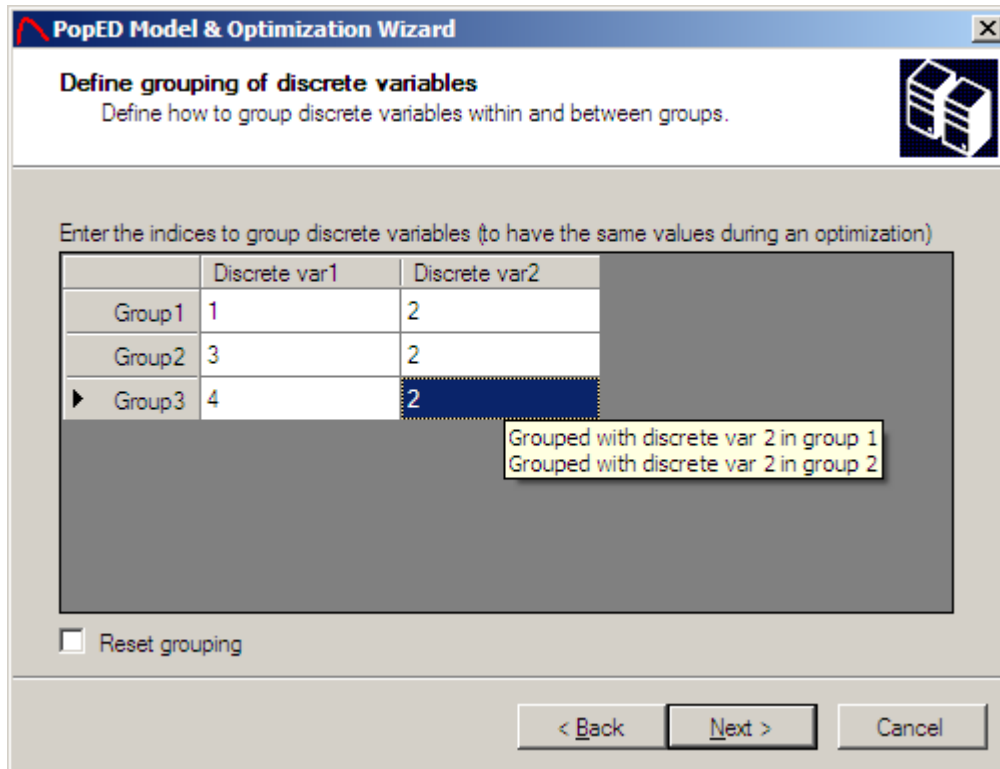 PopED Model & Optimization Wizard
Define grouping of discrete variables
Define how to group discrete variables within and between groups.
Enter the indices to group discrete variables (to have the same values during an optimization)
Discrete var1 Discrete var2
Group1 1 2
Group2 3 2
Group3 4 2
Grouped with discrete var 2 in group 1
Grouped with discrete var 2 in group 2
Reset grouping
< Back Next > Cancel